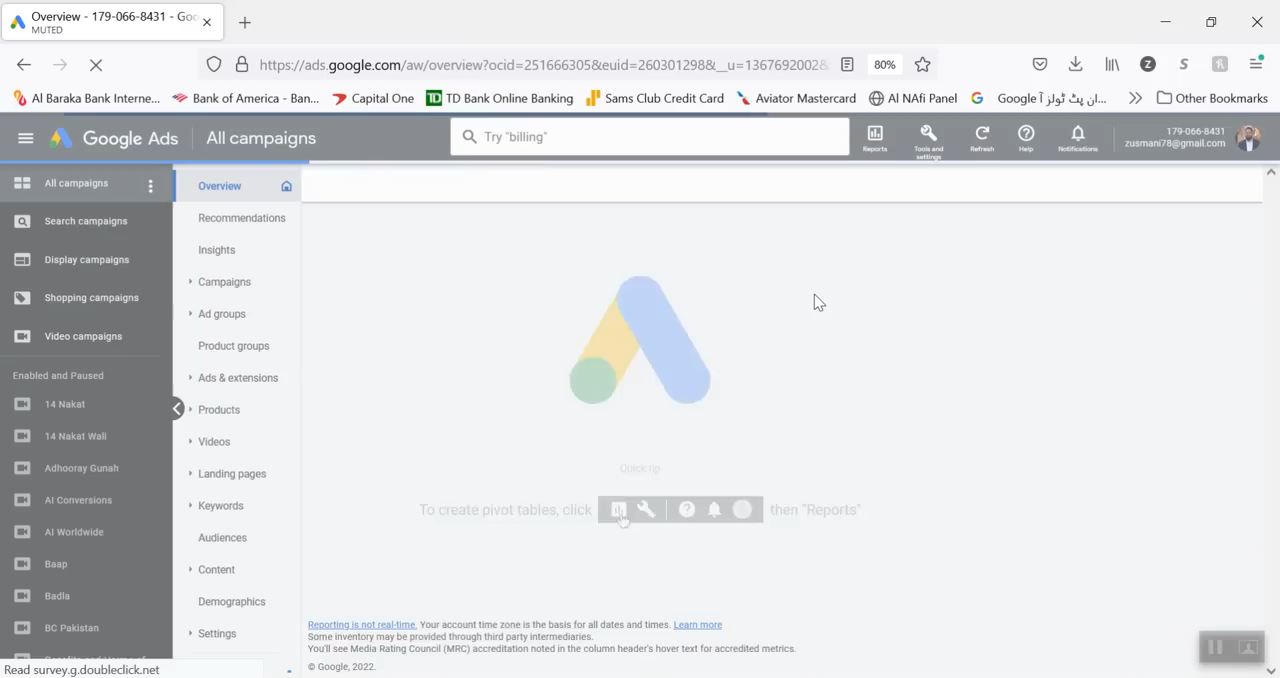 Overview - 179-066-8431 - Goo
MUTED
https://ads.google.com/aw/overview?ocid=251666305&euid=260301298&__u=1367692002&
80%
Al Baraka Bank Interne...
Bank of America - Ban...
Capital One
TD Bank Online Banking
Sams Club Credit Card
Aviator Mastercard
Al NAfi Panel
Google ان پٹ ٹولز آ...
Other Bookmarks
Google Ads
All campaigns
Try "billing"
Reports
Tools and settings
Refresh
Help
Notifications
179-066-8431
zusmani78@gmail.com
All campaigns
Search campaigns
Display campaigns
Shopping campaigns
Video campaigns
Enabled and Paused
14 Nakat
14 Nakat Wall
Adhooray Gunah
AI Conversions
AI Worldwide
Baap
Badla
BC Pakistan
Overview
Recommendations
Insights
Campaigns
Ad groups
Product groups
Ads & extensions
Products
Videos
Landing pages
Keywords
Audiences
Content
Demographics
Settings
Quick tip
To create pivot tables, click then "Reports"
Reporting is not real-time. Your account time zone is the basis for all dates and times. Learn more
Some inventory may be provided through third party intermediaries.
You'll see Media Rating Council (MRC) accreditation noted in the column header's hover text for accredited metrics.
© Google, 2022.
Read survey.g.doubleclick.net